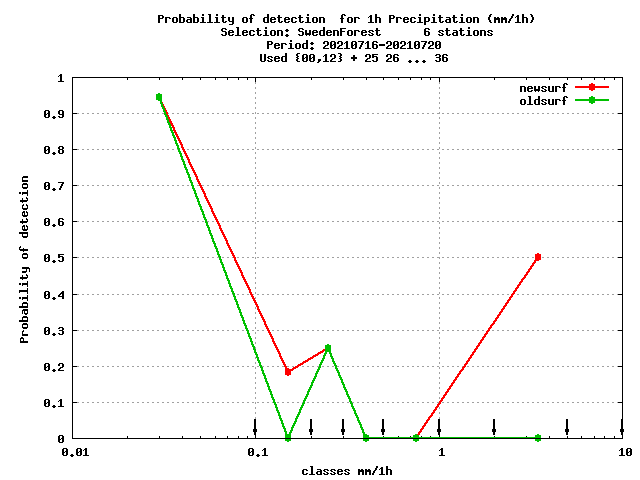 Probability of detection  for 1h Precipitation (mm/1h)
Selection: SwedenForest      6 stations
Period: 20210716-20210720
Used {00,12} + 25 26 ... 36
newsurf
oldsurf
1
0.9
0.8
0.7
0.6
0.5
0.4
0.3
0.2
0.1
0
Probability of detection
0.01
0.1
1
10
classes mm/1h